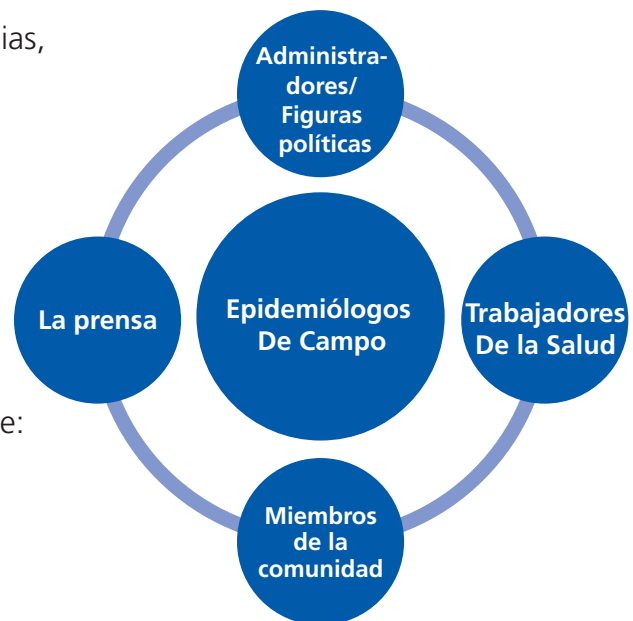 ias,
Administra-
dores/
Figuras
políticas
La prensa
Epidemiólogos
De Campo
Trabajadores
De la Salud
e:
Miembros
de la
comunidad